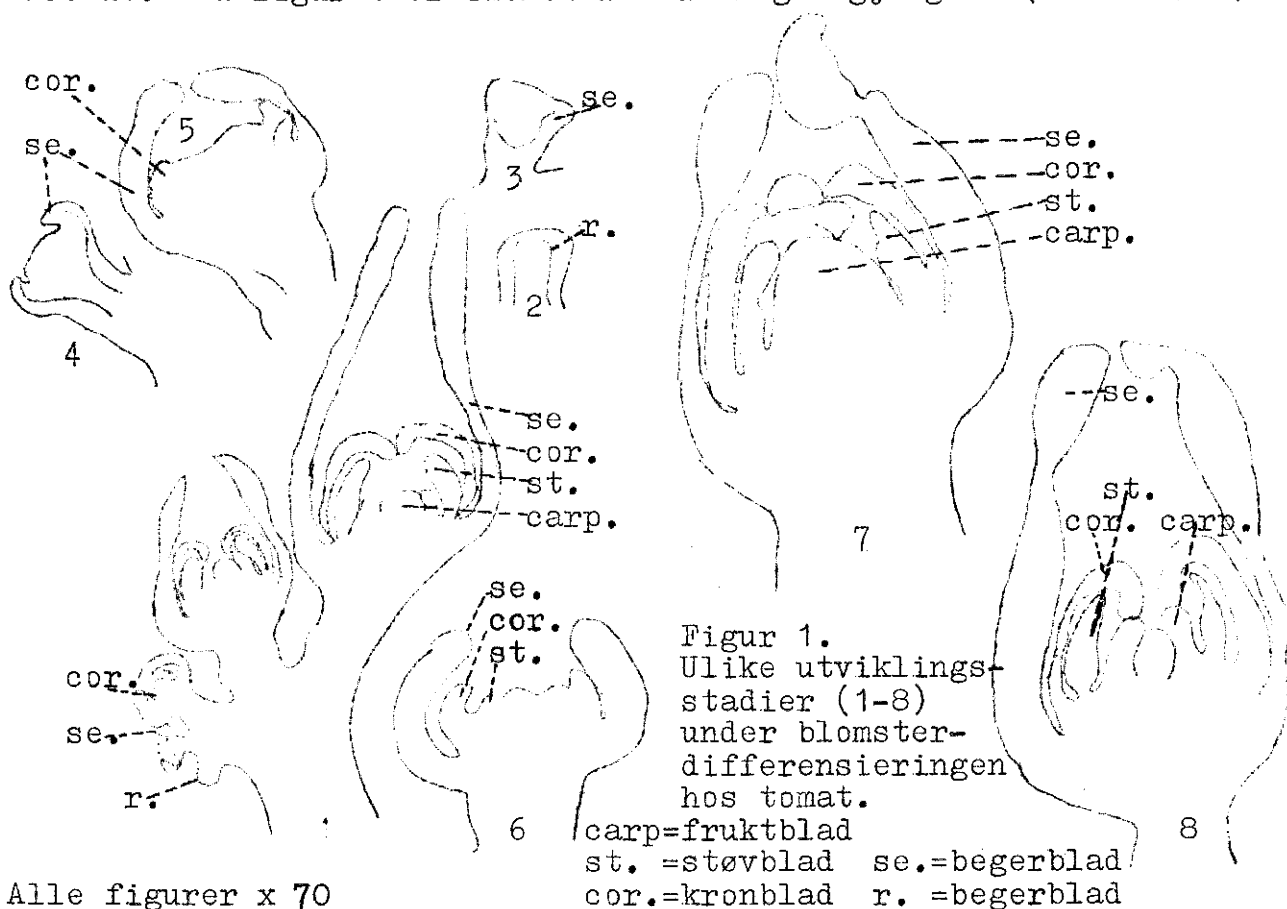 cor.
5
se.
4
se.
3
r.
2
se.
cor.
st.
carp.
7
se.
cor.
st.
carp.
se.
st.
cor. carp.
8
se.
cor.
st.
6
cor.
se.
r.
Figur 1.
Ulike utviklings-
stadier (1-8)
under blomster-
differensieringen
hos tomat.
carp=fruktblad
st. =støvblad se.=begerblad
cor.=kronblad r. =begerblad
Alle figurer x 70